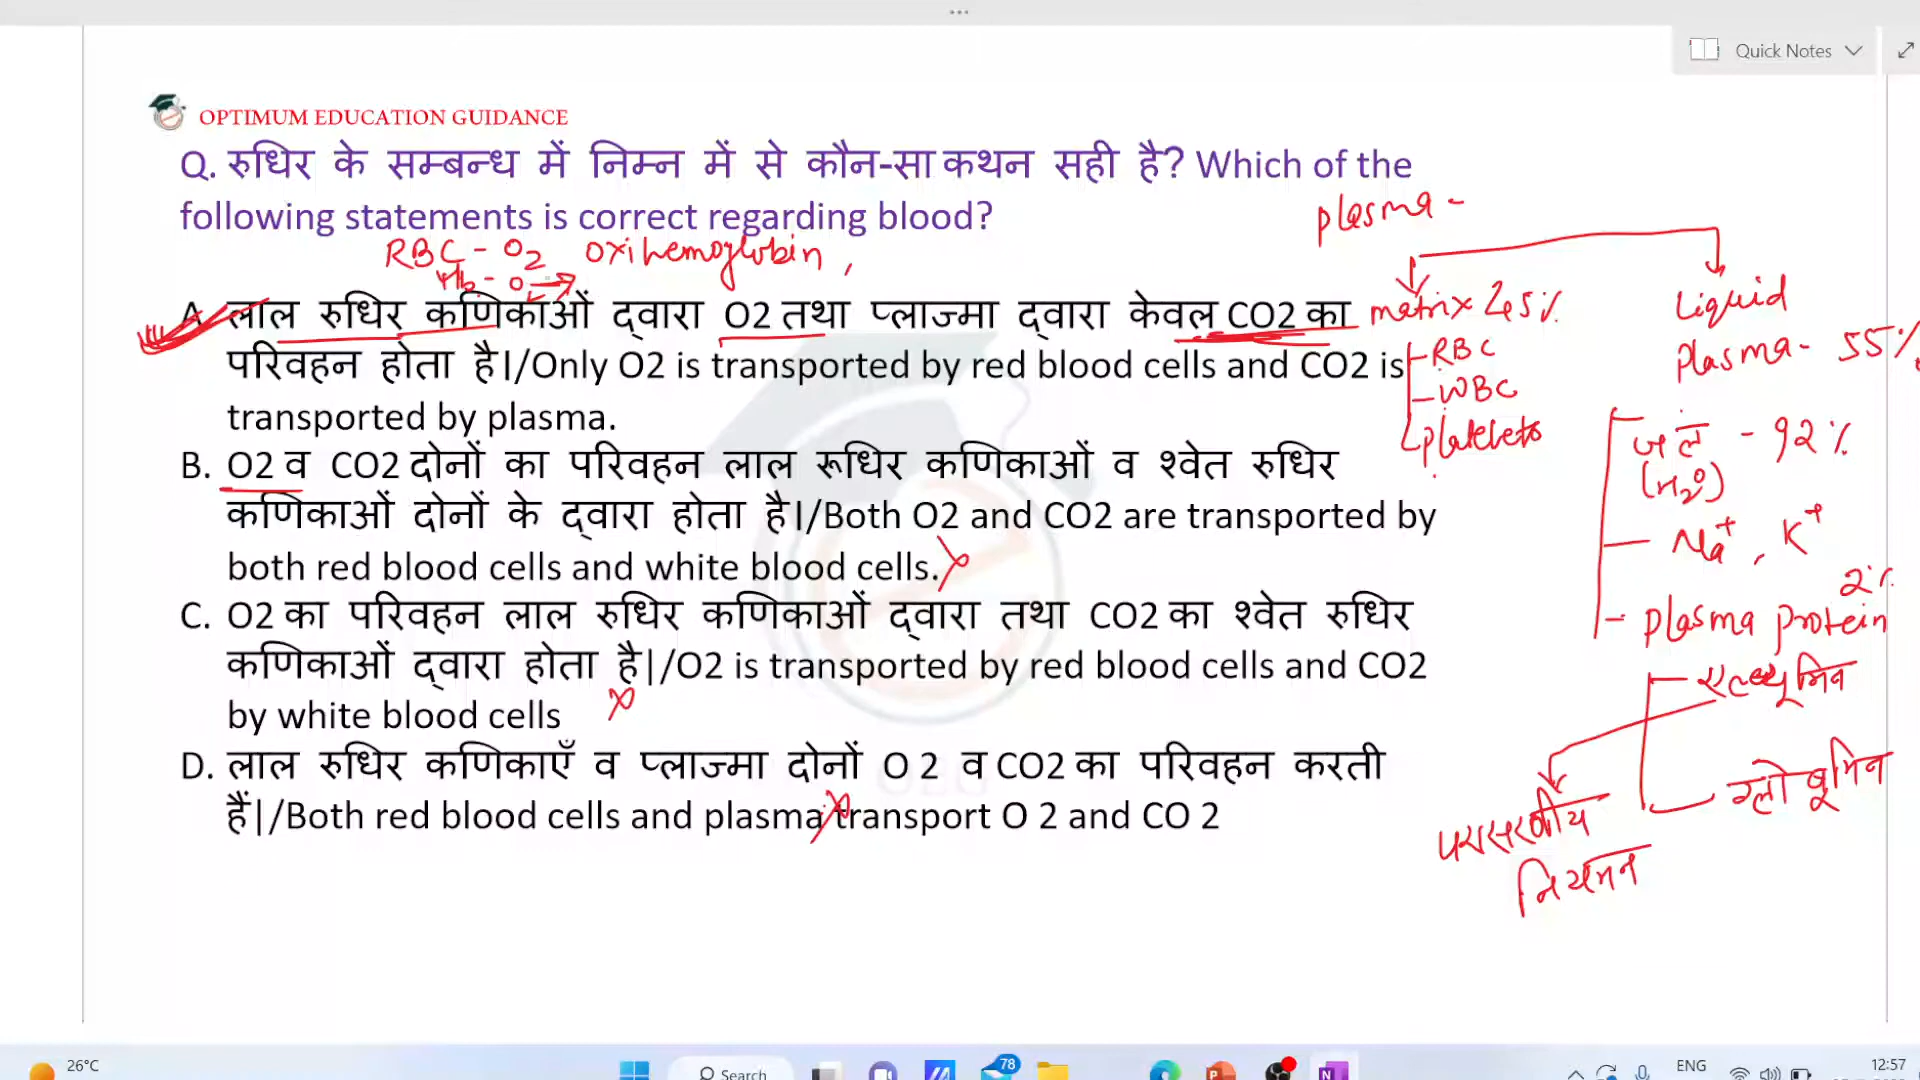 Quick Notes
OPTIMUM EDUCATION GUIDANCE
Q. रुधिर के सम्बन्ध में निम्न में से कौन-सा कथन सही है? Which of the
following statements is correct regarding blood?
plasma -
RBC - O2 oxihemoglobin,
Hb - O
A. लाल रुधिर कणिकाओं द्वारा O2 तथा प्लाज्मा द्वारा केवल CO2 का
परिवहन होता है।/Only O2 is transported by red blood cells and CO2 is
transported by plasma.
B. O2 व CO2 दोनों का परिवहन लाल रूधिर कणिकाओं व श्वेत रुधिर
कणिकाओं दोनों के द्वारा होता है।/Both O2 and CO2 are transported by
both red blood cells and white blood cells.
C. O2 का परिवहन लाल रुधिर कणिकाओं द्वारा तथा CO2 का श्वेत रुधिर
कणिकाओं द्वारा होता है|/O2 is transported by red blood cells and CO2
by white blood cells
D. लाल रुधिर कणिकाएँ व प्लाज्मा दोनों O 2 व CO2 का परिवहन करती
हैं|/Both red blood cells and plasma transport O 2 and CO 2
matrix 45%
RBC
WBC
platelets
Liquid
Plasma - 55%
जल - 92%
(H2O)
Na+, K+
2%
- plasma protein
एल्ब्यूमिन
ग्लोबूमिन
परासरणीय
नियमन
OEG
26°C
Search
78
ENG
12:57